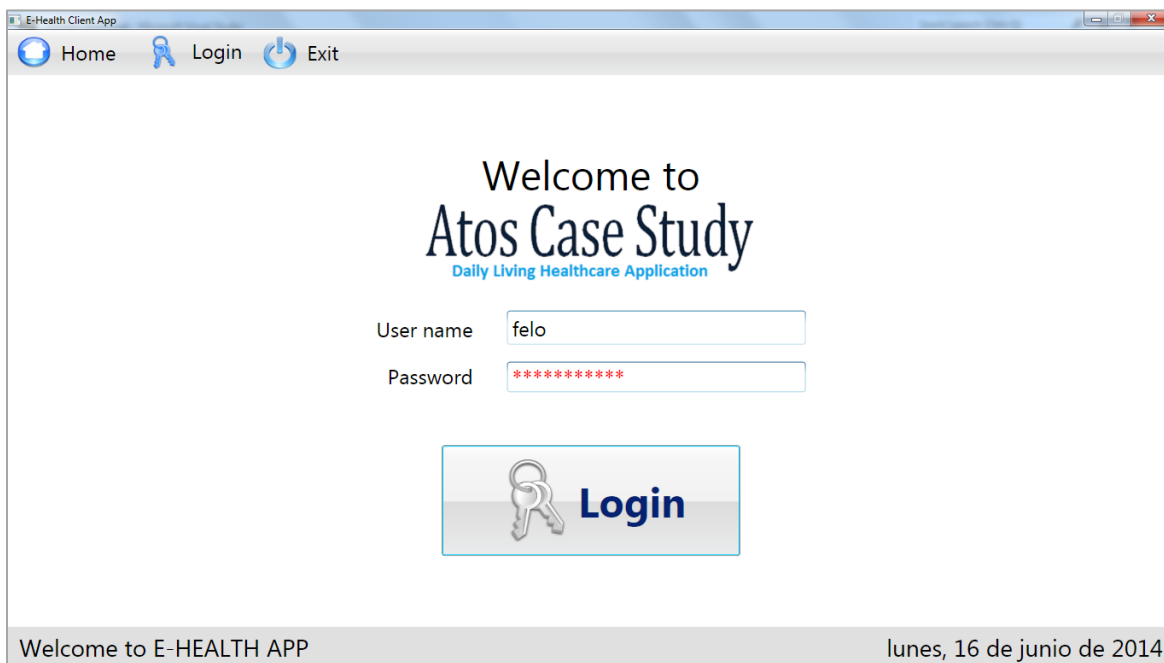 E-Health Client App
Home Login Exit
Welcome to
Atos Case Study
Daily Living Healthcare Application
User name felo
Password ***********
Login
Welcome to E-HEALTH APP lunes, 16 de junio de 2014